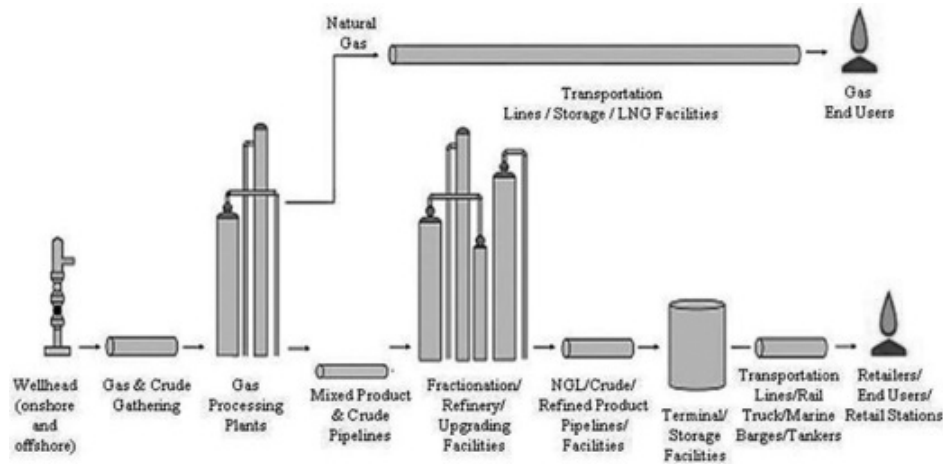 Natural
Gas
Transportation
Lines / Storage / LNG Facilities
Gas
End Users
Wellhead
(onshore
and
offshore)
Gas & Crude
Gathering
Gas
Processing
Plants
Mixed Product
& Crude
Pipelines
Fractionation/
Refinery/
Upgrading
Facilities
NGL/Crude/
Refined Product
Pipelines/
Facilities
Terminal/
Storage
Facilities
Transportation
Lines/Rail
Truck/Marine
Barges/Tankers
Retailers/
End Users/
Retail Stations